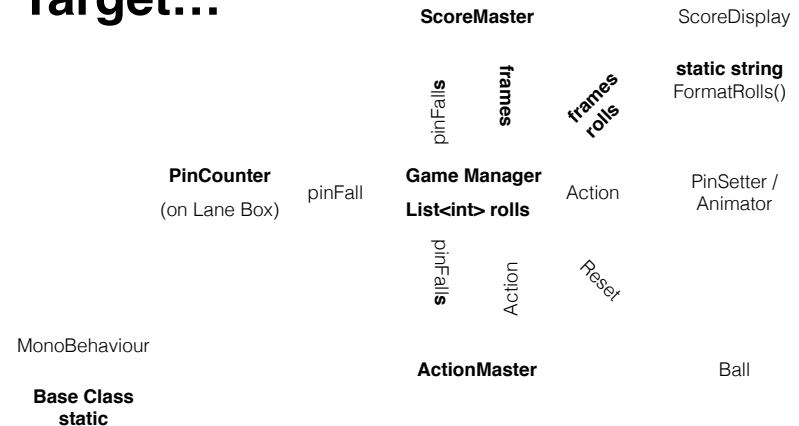 Target…
ScoreMaster
ScoreDisplay
static string
FormatRolls()
pinFalls
frames
frames
rolls
PinCounter
(on Lane Box)
pinFall
Game Manager
List<int> rolls
Action
PinSetter /
Animator
pinFalls
Action
Reset
MonoBehaviour
Base Class
static
ActionMaster
Ball